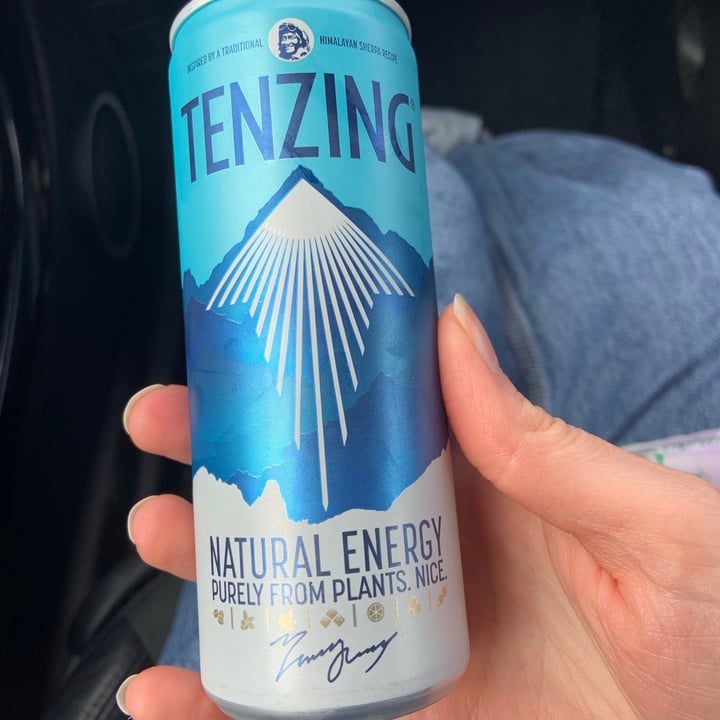 INSPIRED BY A TRADITIONAL HIMALAYAN SHERPA RECIPE
TENZING®
NATURAL ENERGY
PURELY FROM PLANTS. NICE.